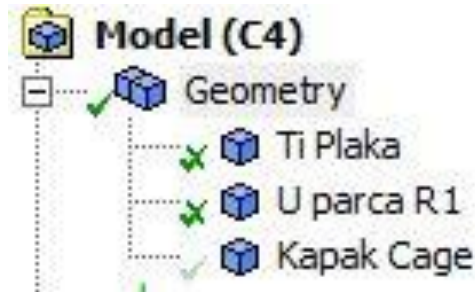 Model (C4)
Geometry
Ti Plaka
U parca R1
Kapak Cage